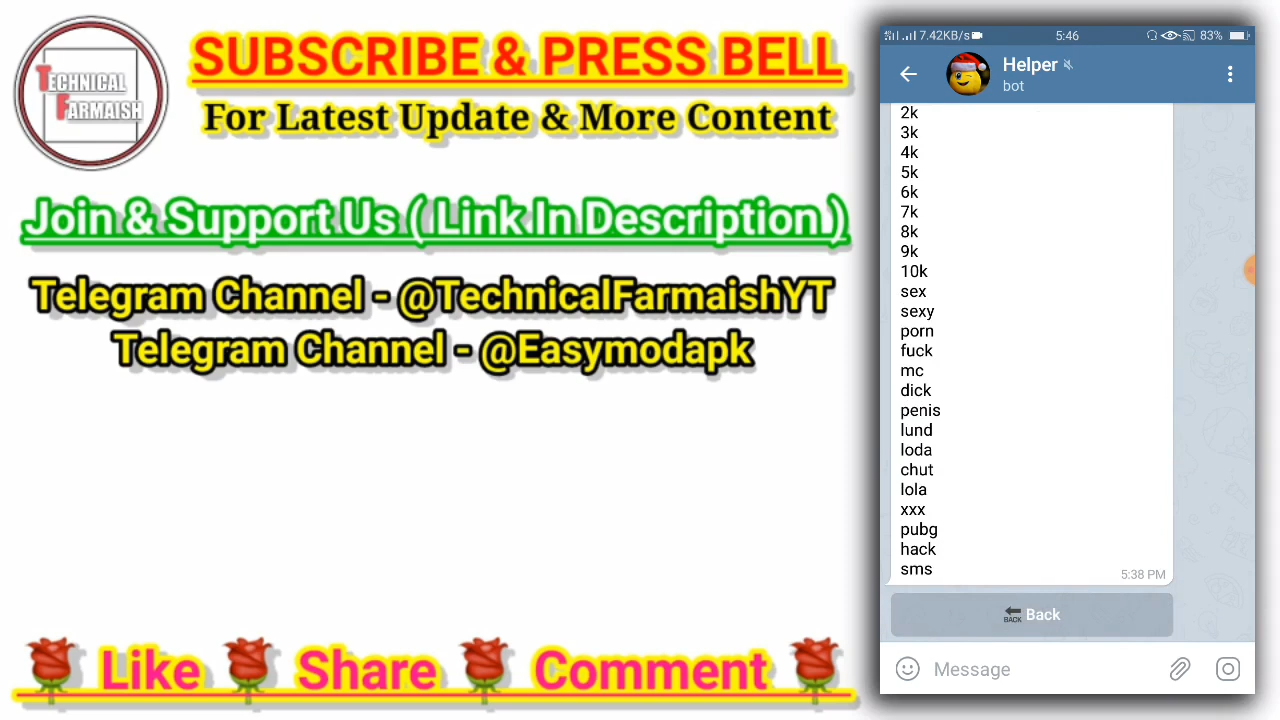 TECHNICAL
FARMAISH
SUBSCRIBE & PRESS BELL
For Latest Update & More Content
Join & Support Us ( Link In Description )
Telegram Channel - @TechnicalFarmaishYT
Telegram Channel - @Easymodapk
Like Share Comment
7.42KB/s 5:46 83%
Helper
bot
2k
3k
4k
5k
6k
7k
8k
9k
10k
sex
sexy
porn
fuck
mc
dick
penis
lund
loda
chut
lola
xxx
pubg
hack
sms
5:38 PM
BACK Back
Message